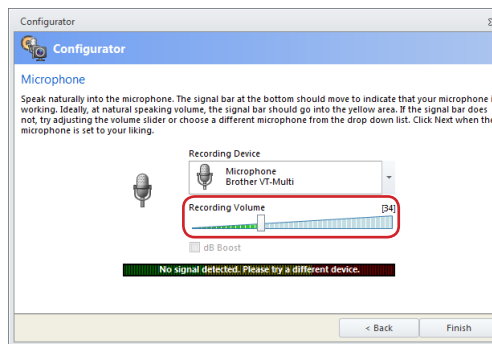 Configurator
Configurator
Microphone
Speak naturally into the microphone. The signal bar at the bottom should move to indicate that your microphone i
working. Ideally, at natural speaking volume, the signal bar should go into the yellow area. If the signal bar does
not, try adjusting the volume slider or choose a different microphone from the drop down list. Click Next when the
microphone is set to your liking.
Recording Device
Microphone
Brother VT-Multi
Recording Volume [34]
dB Boost
No signal detected. Please try a different device.
< Back Finish